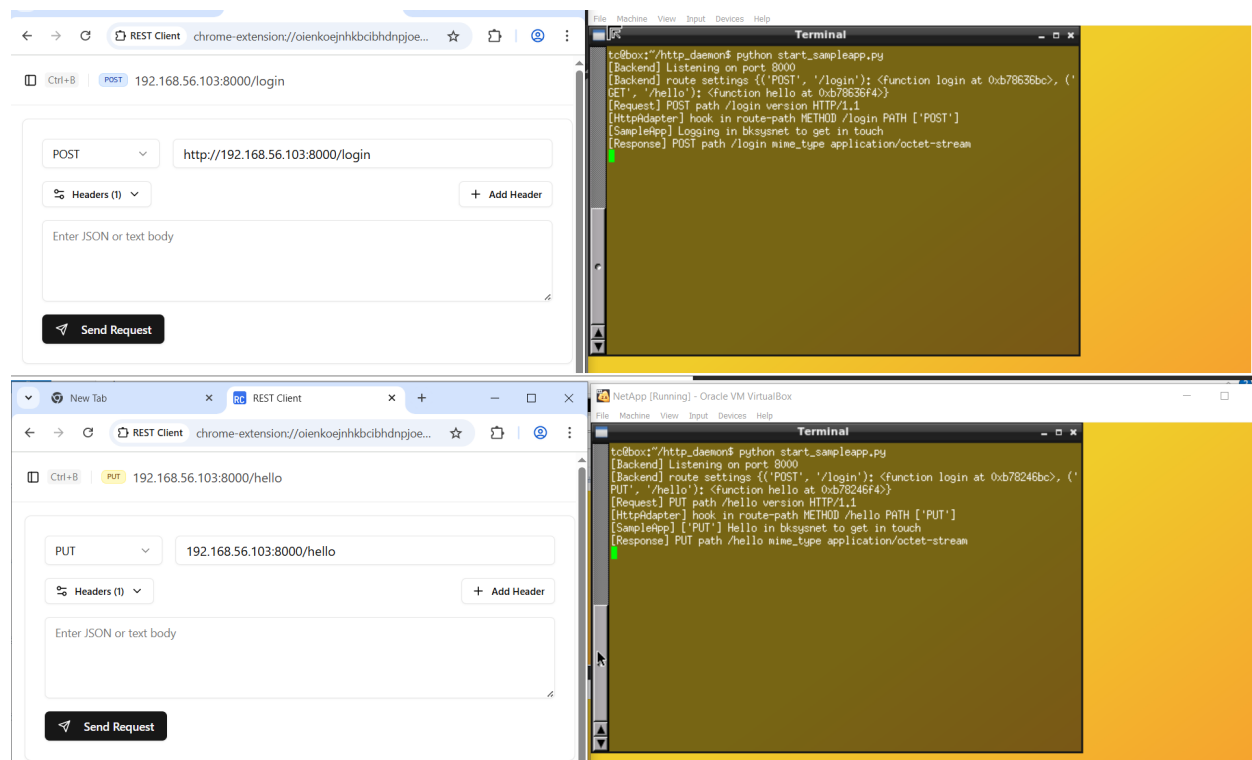 REST Client
chrome-extension://oienkcejnhkbcibhdnpjoe...
Ctrl+B
POST
192.168.56.103:8000/login
POST
http://192.168.56.103:8000/login
Headers (1)
+ Add Header
Enter JSON or text body
Send Request
File Machine View Input Devices Help
Terminal
tc@box:~/http_daemon$ python start_sampleapp.py
[Backend] Listening on port 8000
[Backend] route settings {('POST', '/login'): <function login at 0xb78636bc>, ('
GET', '/hello'): <function hello at 0xb78636f4>}
[Request] POST path /login version HTTP/1.1
[HttpAdapter] hook in route-path METHOD /login PATH ['POST']
[SampleApp] Logging in bksysnet to get in touch
[Response] POST path /login mime_type application/octet-stream
New Tab
RC
REST Client
REST Client
chrome-extension://oienkcejnhkbcibhdnpjoe...
Ctrl+B
PUT
192.168.56.103:8000/hello
PUT
192.168.56.103:8000/hello
Headers (1)
+ Add Header
Enter JSON or text body
Send Request
NetApp [Running] - Oracle VM VirtualBox
File Machine View Input Devices Help
Terminal
tc@box:~/http_daemon$ python start_sampleapp.py
[Backend] Listening on port 8000
[Backend] route settings {('POST', '/login'): <function login at 0xb78246bc>, ('
PUT', '/hello'): <function hello at 0xb78246f4>}
[Request] PUT path /hello version HTTP/1.1
[HttpAdapter] hook in route-path METHOD /hello PATH ['PUT']
[SampleApp] ['PUT'] Hello in bksysnet to get in touch
[Response] PUT path /hello mime_type application/octet-stream